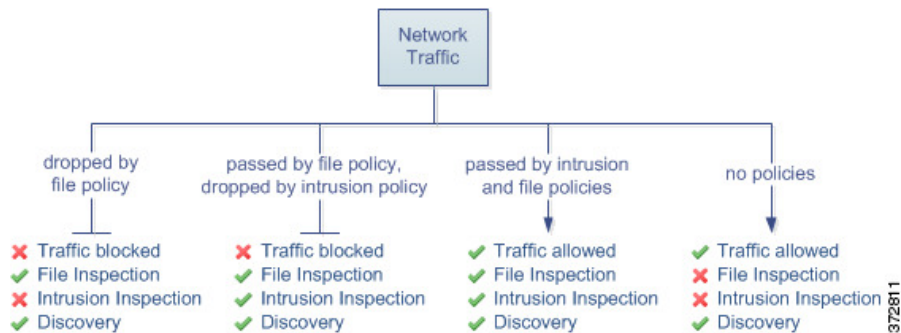 Network
Traffic
dropped by
file policy
passed by file policy,
dropped by intrusion policy
passed by intrusion
and file policies
no policies
Traffic blocked
File Inspection
Intrusion Inspection
Discovery
Traffic blocked
File Inspection
Intrusion Inspection
Discovery
Traffic allowed
File Inspection
Intrusion Inspection
Discovery
Traffic allowed
File Inspection
Intrusion Inspection
Discovery
372811